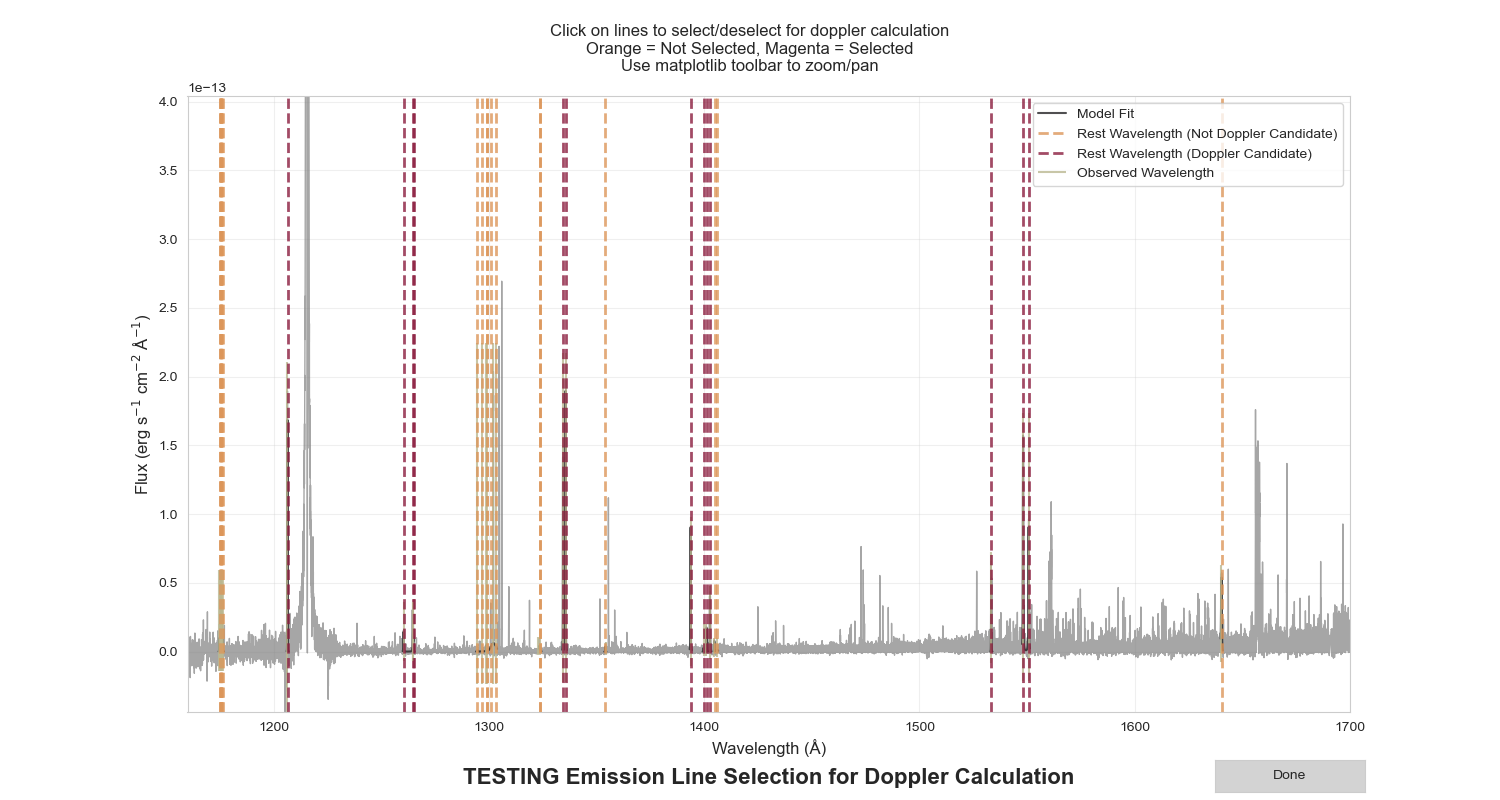 Click on lines to select/deselect for doppler calculation
Orange = Not Selected, Magenta = Selected
Use matplotlib toolbar to zoom/pan
1e−13
4.0
3.5
3.0
2.5
2.0
1.5
1.0
0.5
0.0
Flux (erg s⁻¹ cm⁻² Å⁻¹)
Model Fit
Rest Wavelength (Not Doppler Candidate)
Rest Wavelength (Doppler Candidate)
Observed Wavelength
1200 1300 1400 1500 1600 1700
Wavelength (Å)
TESTING Emission Line Selection for Doppler Calculation
Done